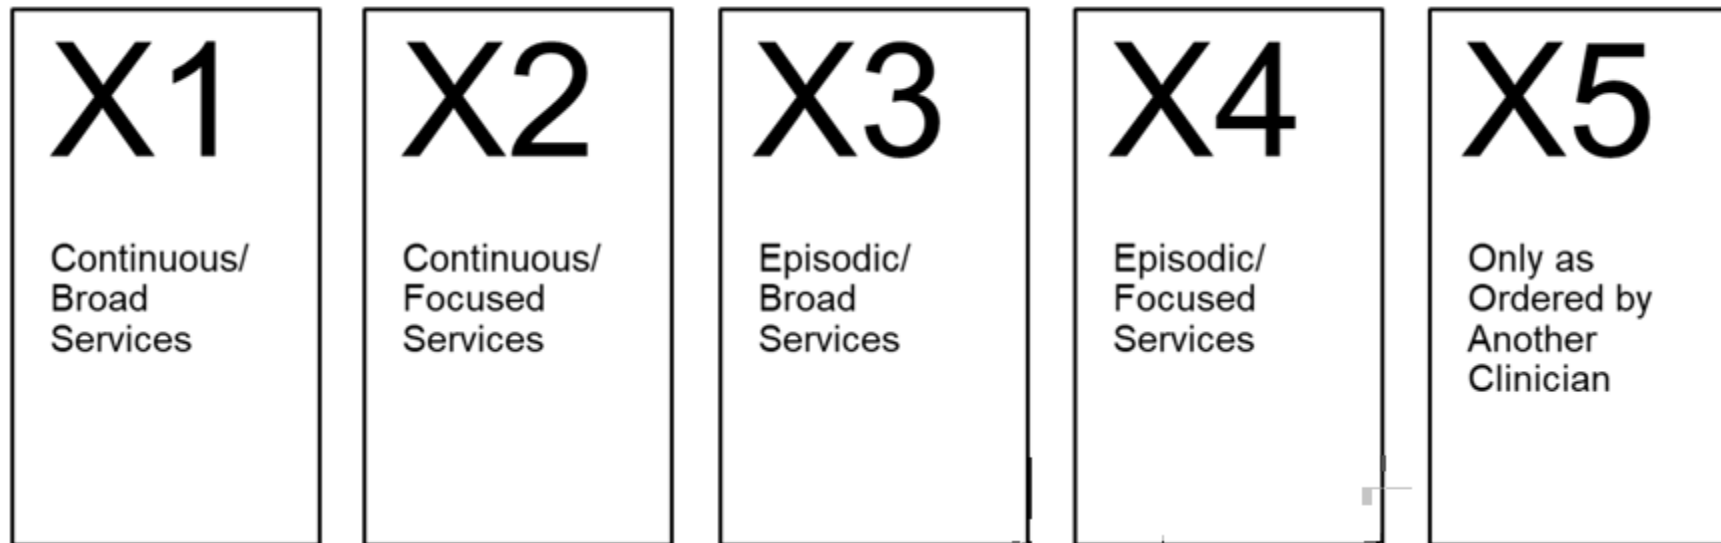 X1
Continuous/
Broad
Services
X2
Continuous/
Focused
Services
X3
Episodic/
Broad
Services
X4
Episodic/
Focused
Services
X5
Only as
Ordered by
Another
Clinician